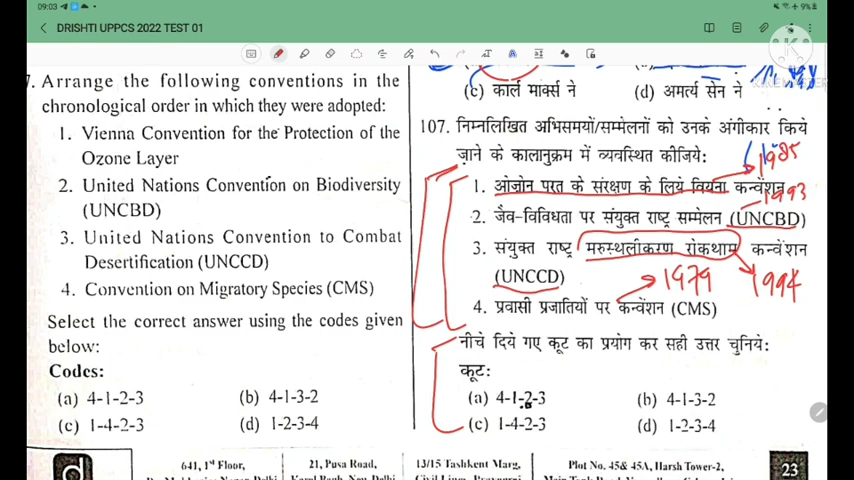 09:03
9%
DRISHTI UPPCS 2022 TEST 01
7. Arrange the following conventions in the
chronological order in which they were adopted:
1. Vienna Convention for the Protection of the
Ozone Layer
2. United Nations Convention on Biodiversity
(UNCBD)
3. United Nations Convention to Combat
Desertification (UNCCD)
4. Convention on Migratory Species (CMS)
Select the correct answer using the codes given
below:
Codes:
(a) 4-1-2-3 (b) 4-1-3-2
(c) 1-4-2-3 (d) 1-2-3-4
(c) कार्ल मार्क्स ने (d) अमर्त्य सेन ने
107. निम्नलिखित अभिसमयों/सम्मेलनों को उनके अंगीकार किये
जाने के कालानुक्रम में व्यवस्थित कीजिये:
1985
1. ओज़ोन परत के संरक्षण के लिये वियना कन्वेंशन
1993
2. जैव-विविधता पर संयुक्त राष्ट्र सम्मेलन (UNCBD)
3. संयुक्त राष्ट्र मरुस्थलीकरण रोकथाम कन्वेंशन
(UNCCD) 1979 1994
4. प्रवासी प्रजातियों पर कन्वेंशन (CMS)
नीचे दिये गए कूट का प्रयोग कर सही उत्तर चुनिये:
कूट:
(a) 4-1-2-3 (b) 4-1-3-2
(c) 1-4-2-3 (d) 1-2-3-4
d
641, 1st Floor, 21, Pusa Road, 13/15 Tashkent Marg, Plot No. 45& 45A, Harsh Tower-2,
23